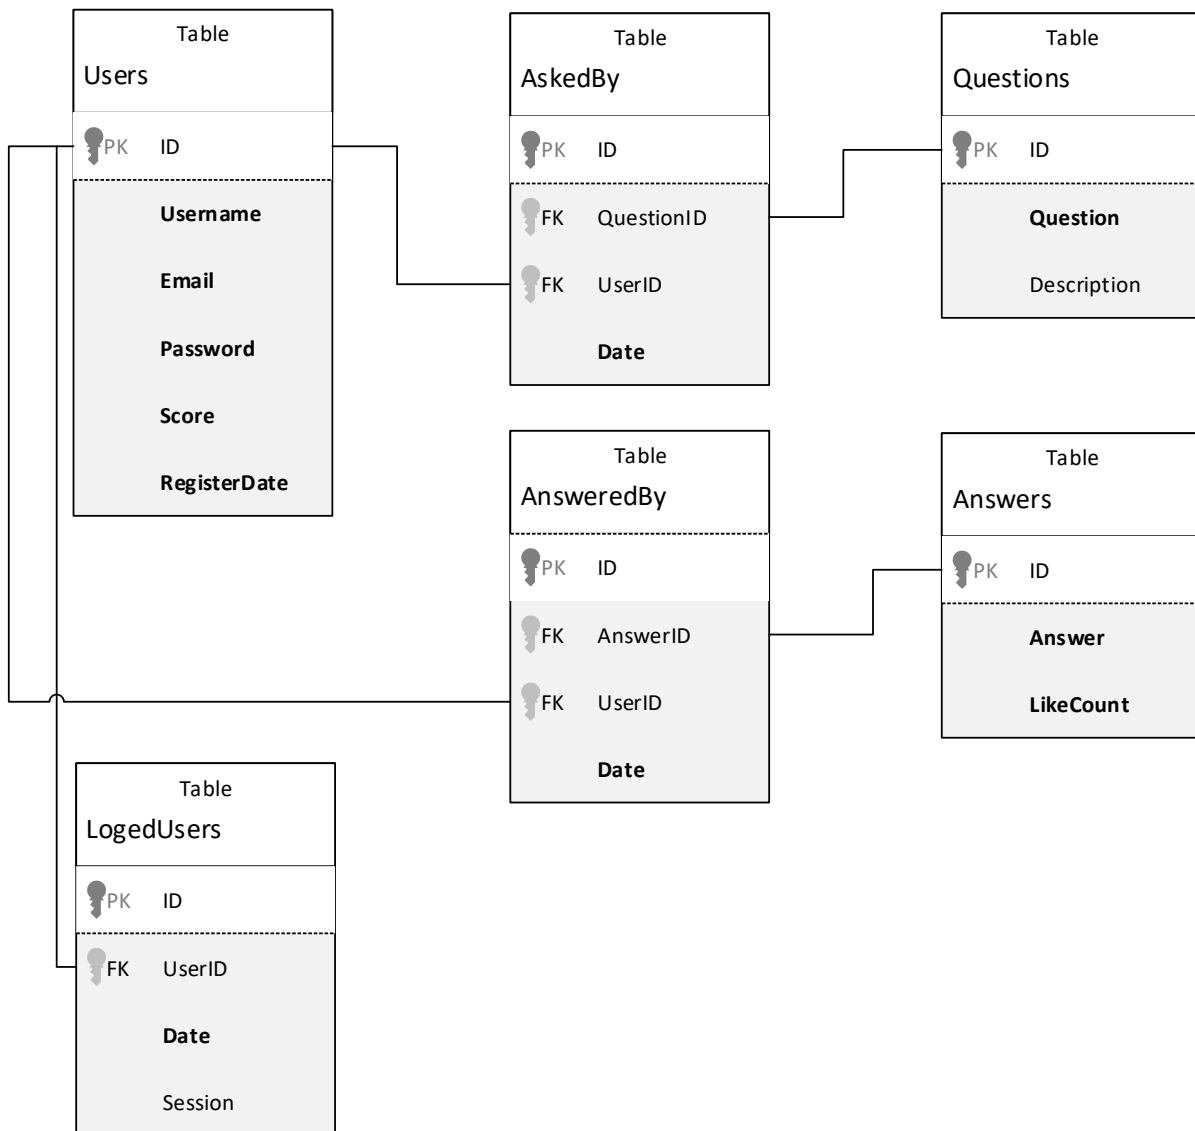 Table
Users
PK ID
Username
Email
Password
Score
RegisterDate
Table
AskedBy
PK ID
FK QuestionID
FK UserID
Date
Table
Questions
PK ID
Question
Description
Table
AnsweredBy
PK ID
FK AnswerID
FK UserID
Date
Table
Answers
PK ID
Answer
LikeCount
Table
LogedUsers
PK ID
FK UserID
Date
Session